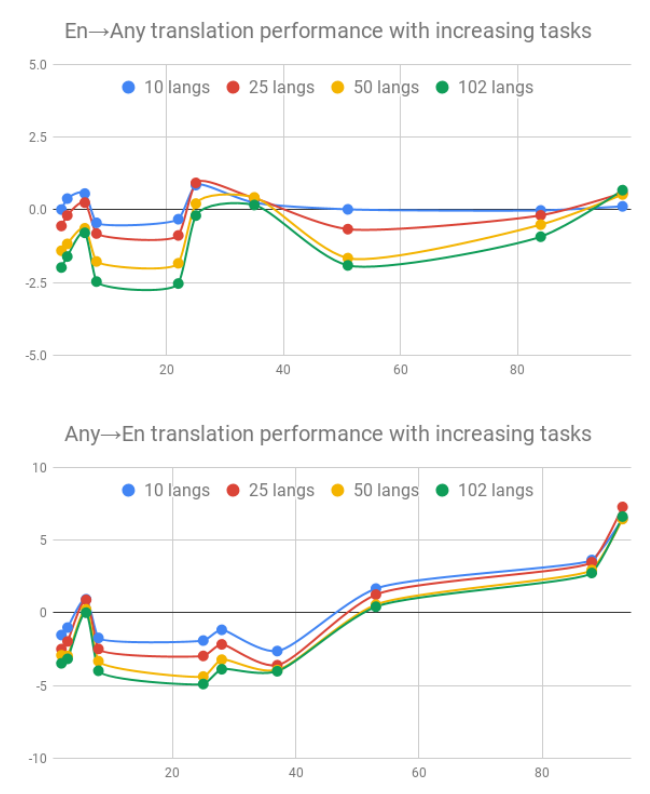 En→Any translation performance with increasing tasks
5.0
10 langs 25 langs 50 langs 102 langs
2.5
0.0
-2.5
-5.0
20 40 60 80
Any→En translation performance with increasing tasks
10
10 langs 25 langs 50 langs 102 langs
5
0
-5
-10
20 40 60 80